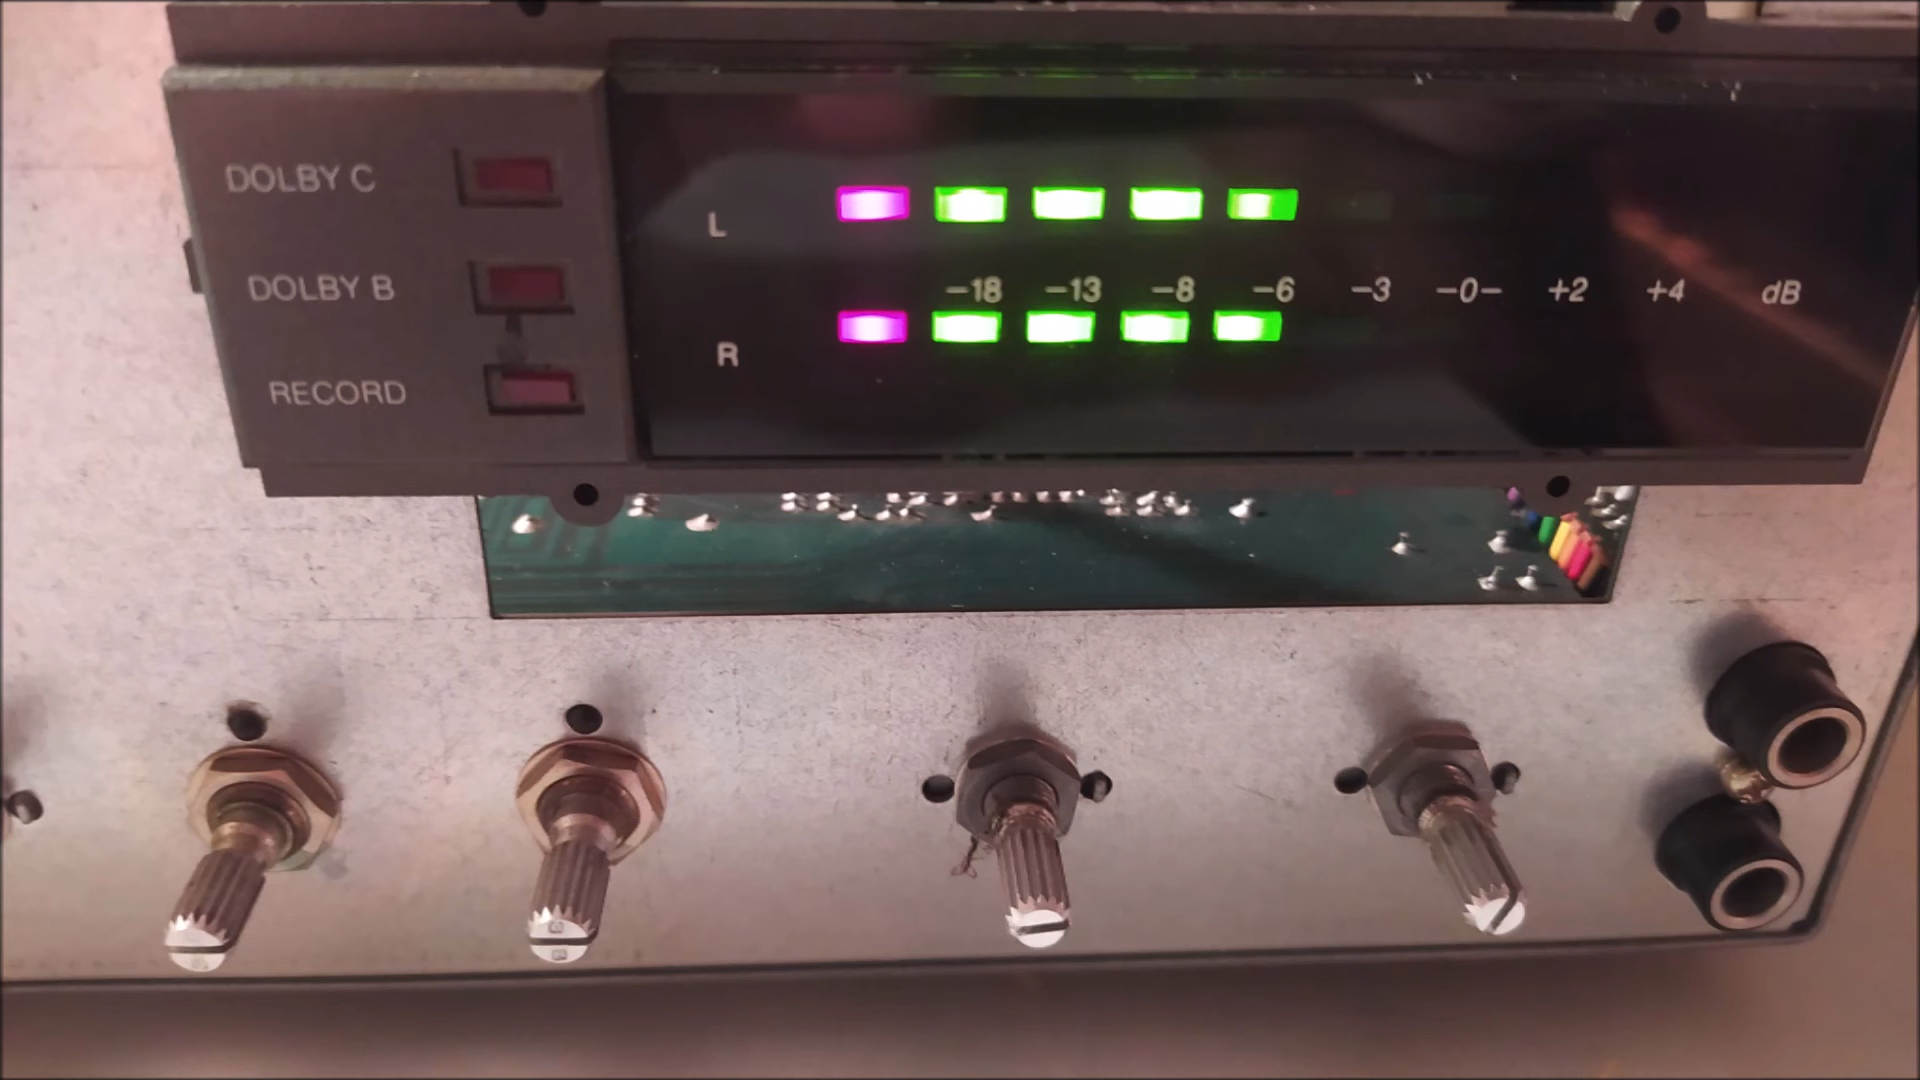 DOLBY C
L
DOLBY B
−18 −13 −8 −6 −3 −0− +2 +4 dB
R
RECORD